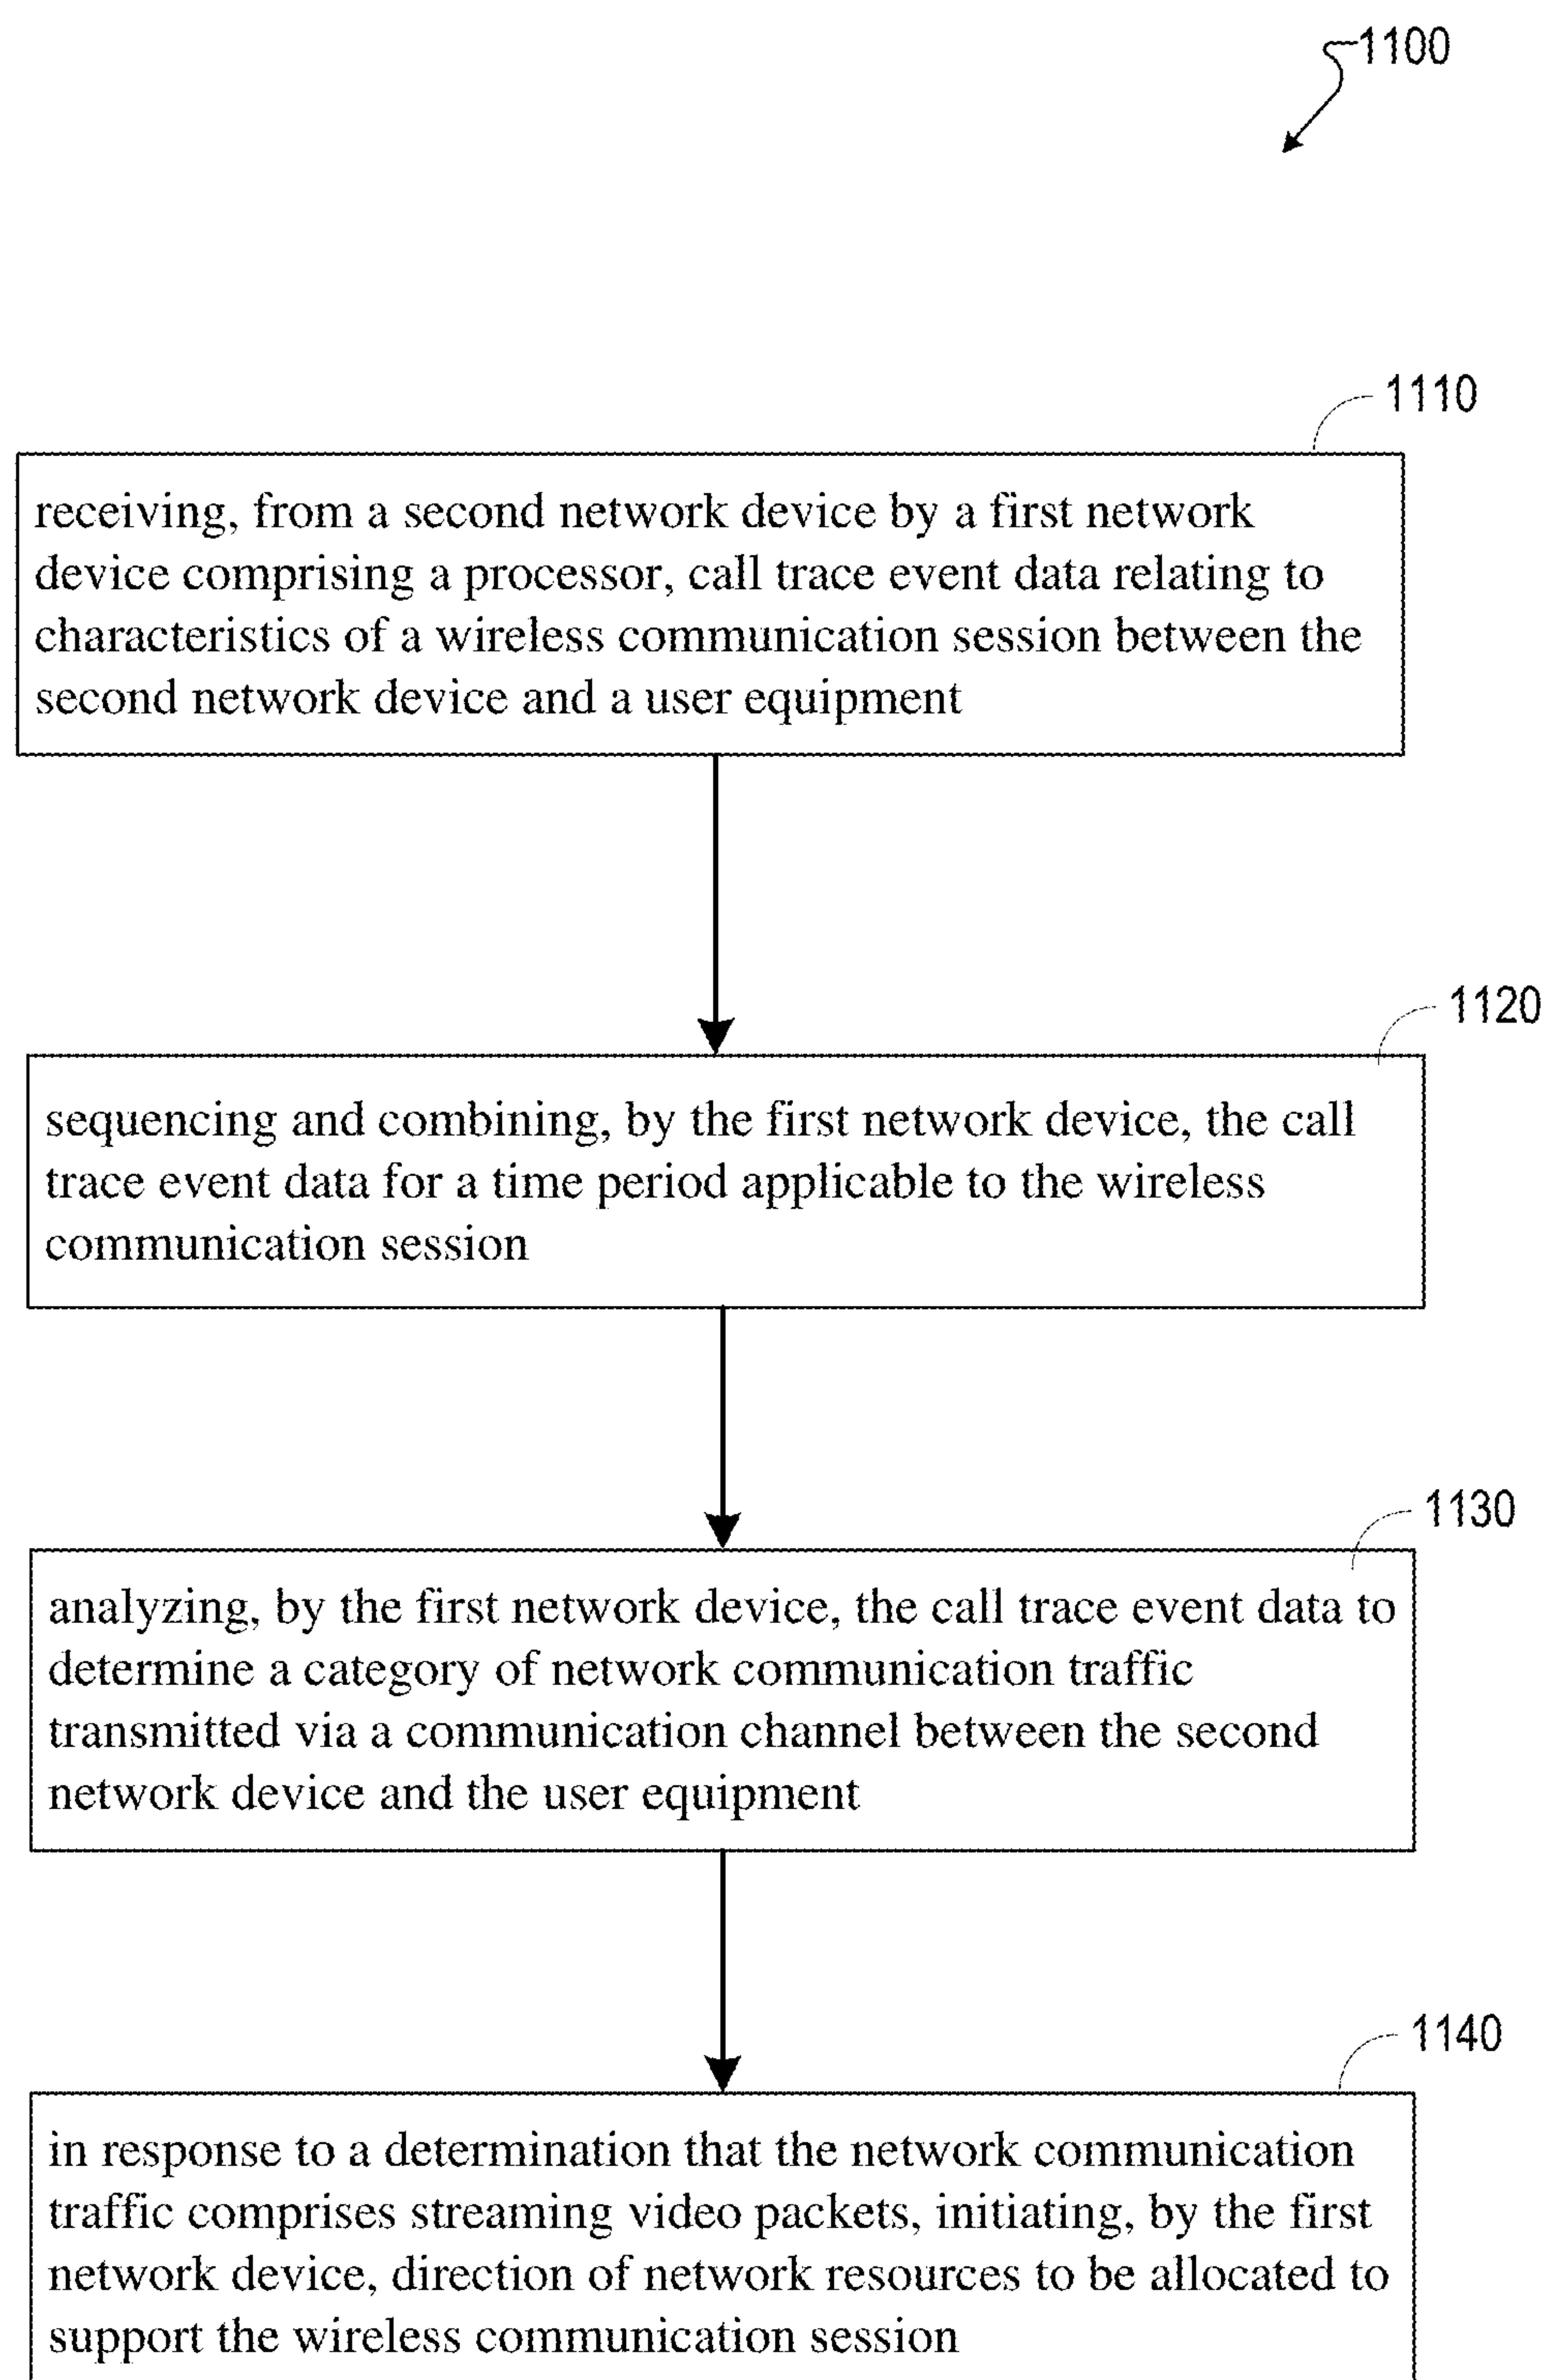 1100
1110
receiving, from a second network device by a first network
device comprising a processor, call trace event data relating to
characteristics of a wireless communication session between the
second network device and a user equipment
1120
sequencing and combining, by the first network device, the call
trace event data for a time period applicable to the wireless
communication session
1130
analyzing, by the first network device, the call trace event data to
determine a category of network communication traffic
transmitted via a communication channel between the second
network device and the user equipment
1140
in response to a determination that the network communication
traffic comprises streaming video packets, initiating, by the first
network device, direction of network resources to be allocated to
support the wireless communication session